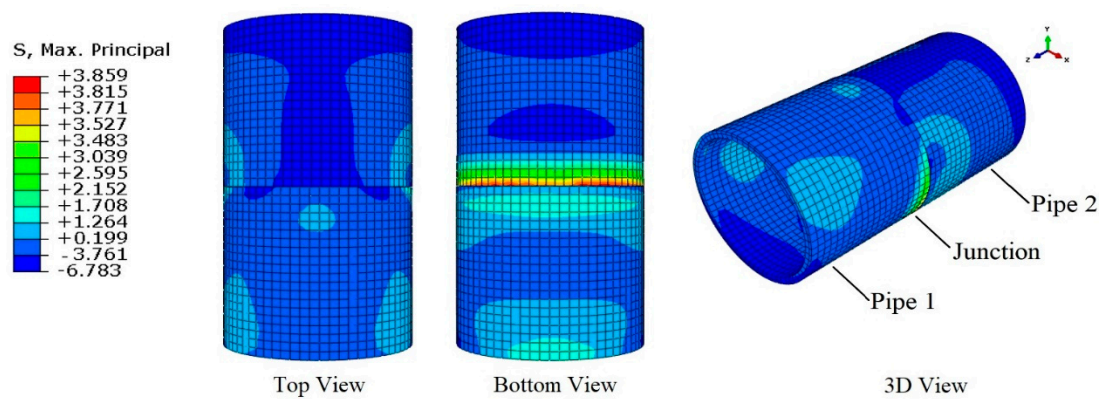 S, Max. Principal
+3.859
+3.815
+3.771
+3.527
+3.483
+3.039
+2.595
+2.152
+1.708
+1.264
+0.199
-3.761
-6.783
Top View
Bottom View
3D View
Y
Z
X
Pipe 2
Junction
Pipe 1